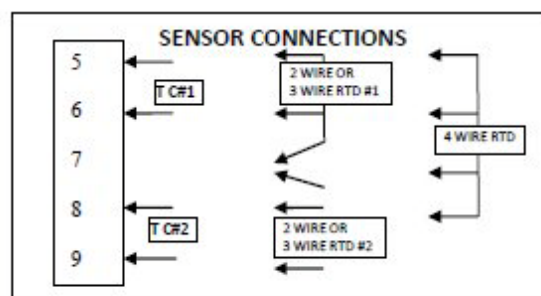 SENSOR CONNECTIONS
5
6
7
8
9
T C#1
T C#2
2 WIRE OR
3 WIRE RTD #1
2 WIRE OR
3 WIRE RTD #2
4 WIRE RTD